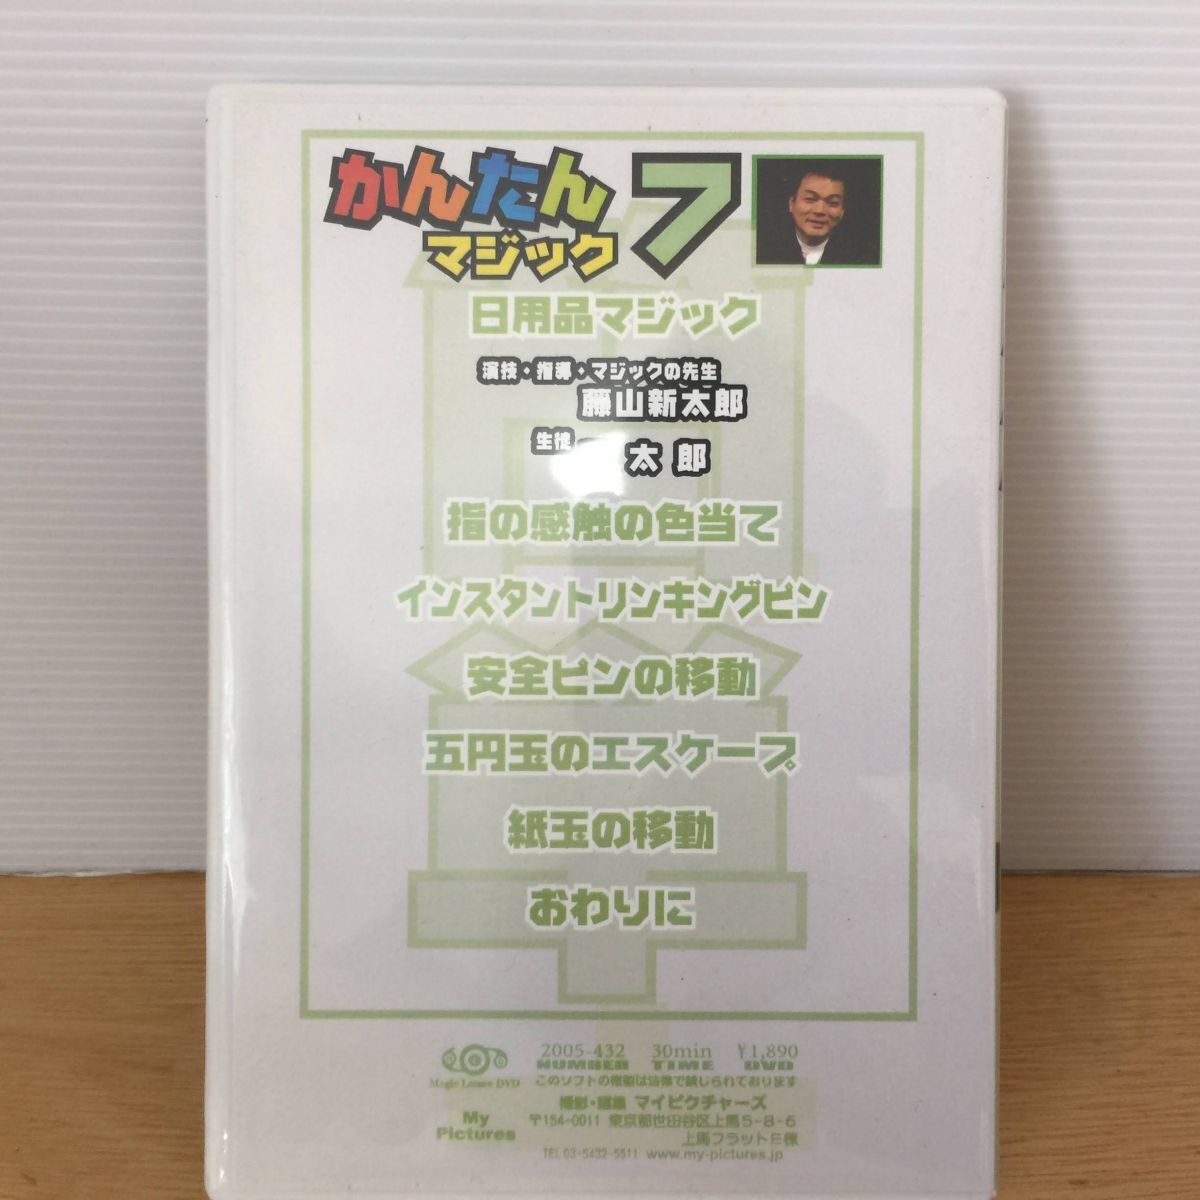 かんたん
マジック 7
日用品マジック
演技・指導・マジックの先生
藤山新太郎
生徒
太郎
指の感触の色当て
インスタントリンキングピン
安全ピンの移動
五円玉のエスケープ
紙玉の移動
おわりに
2005-432 30min ¥1,890
NUMBER TIME DVD
Magic Leture DVD
このソフトの複製は法律で禁じられております
My Pictures
撮影・編集 マイピクチャーズ
〒154-0011 東京都世田谷区上馬5-8-6
上馬フラットE棟
TEL 03-5432-5511 www.my-pictures.jp